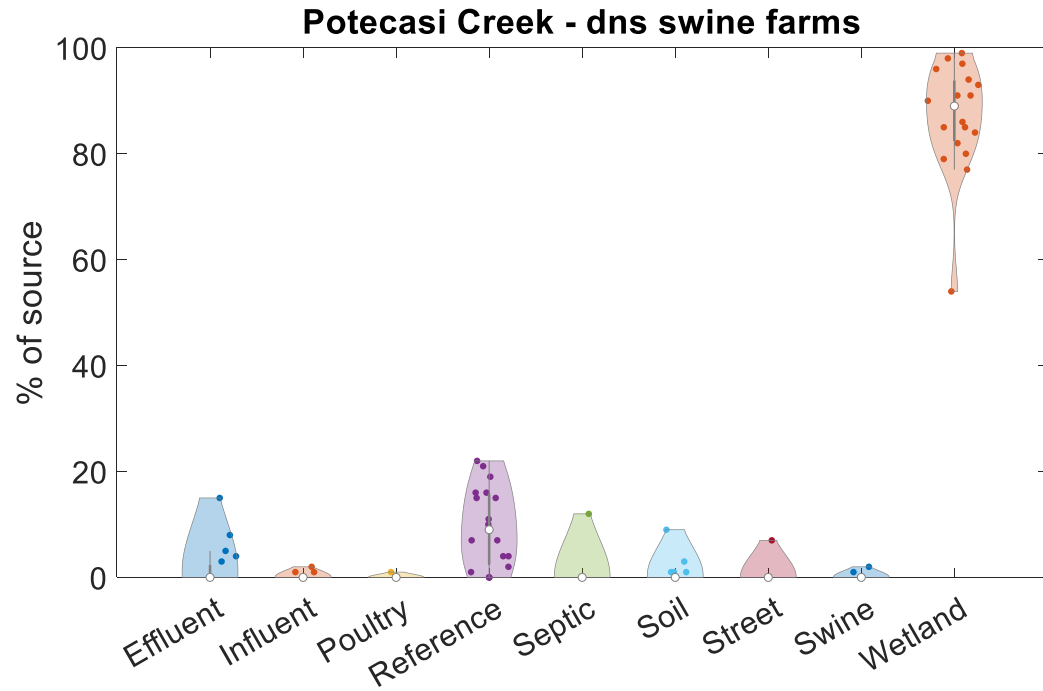 Potecasi Creek - dns swine farms
% of source
100
80
60
40
20
0
Effluent
Influent
Poultry
Reference
Septic
Soil
Street
Swine
Wetland